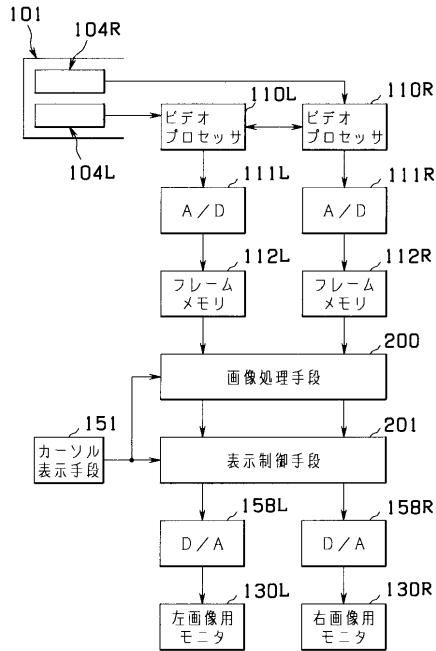 101
104R
104L
110L
110R
ビデオ
プロセッサ
ビデオ
プロセッサ
111L
111R
A/D
A/D
112L
112R
フレーム
メモリ
フレーム
メモリ
200
画像処理手段
151
カーソル
表示手段
201
表示制御手段
158L
158R
D/A
D/A
130L
130R
左画像用
モニタ
右画像用
モニタ